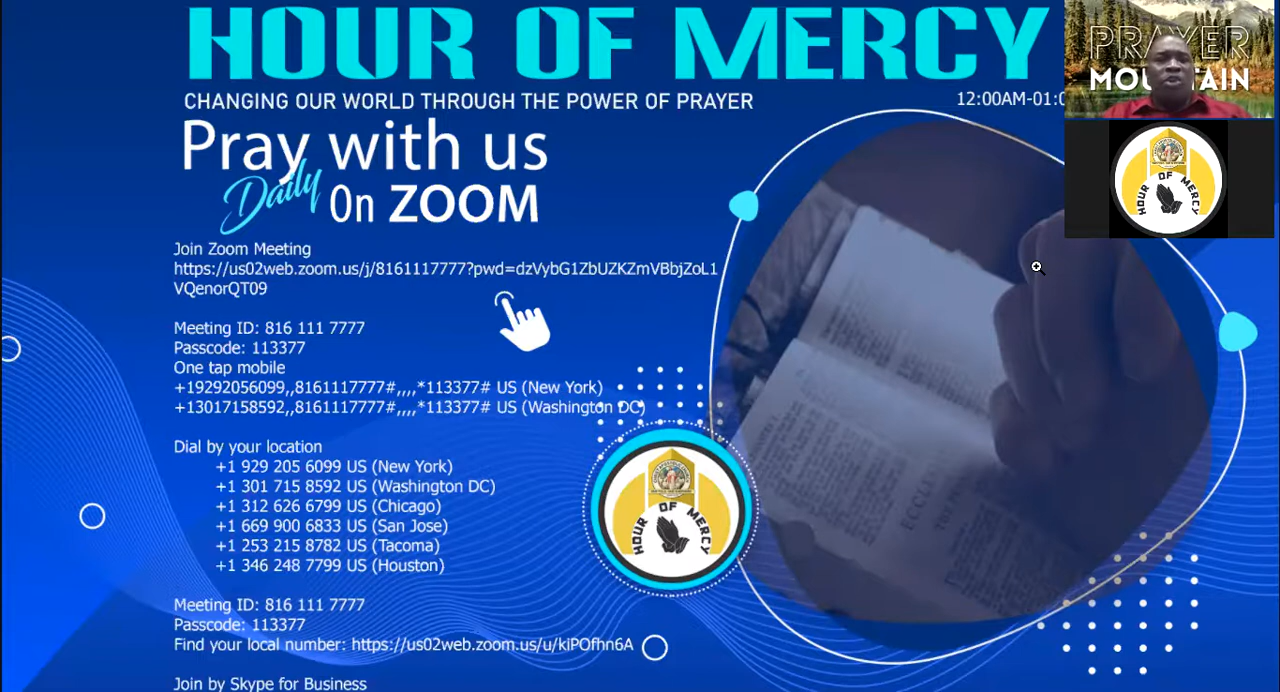 HOUR OF MERCY
CHANGING OUR WORLD THROUGH THE POWER OF PRAYER
12:00AM-01:0
Pray with us
Daily On ZOOM
Join Zoom Meeting
https://us02web.zoom.us/j/8161117777?pwd=dzVybG1ZbUZKZmVBbjZoL1
VQenorQT09
Meeting ID: 816 111 7777
Passcode: 113377
One tap mobile
+19292056099,,8161117777#,,,,*113377# US (New York)
+13017158592,,8161117777#,,,,*113377# US (Washington DC)
Dial by your location
+1 929 205 6099 US (New York)
+1 301 715 8592 US (Washington DC)
+1 312 626 6799 US (Chicago)
+1 669 900 6833 US (San Jose)
+1 253 215 8782 US (Tacoma)
+1 346 248 7799 US (Houston)
Meeting ID: 816 111 7777
Passcode: 113377
Find your local number: https://us02web.zoom.us/u/kiPOfhn6A
Join by Skype for Business
HOUR OF MERCY
PRAYER
MOUNTAIN
HOUR OF MERCY